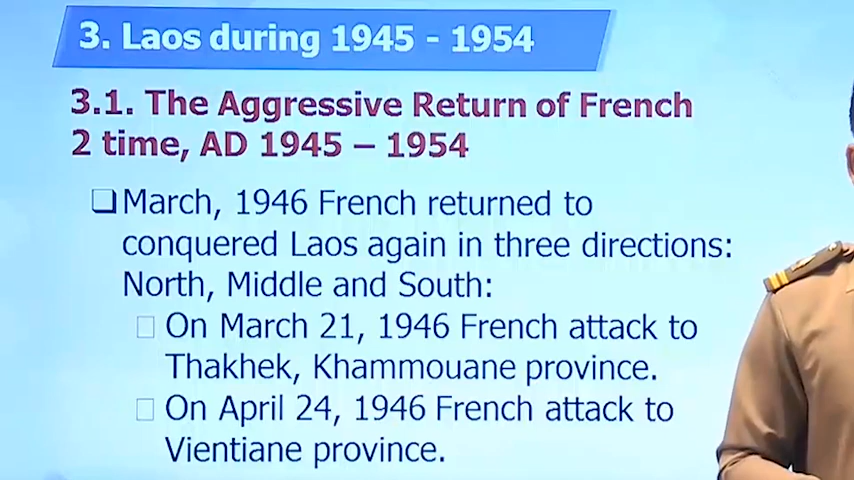 3. Laos during 1945 - 1954
3.1. The Aggressive Return of French
2 time, AD 1945 – 1954
❑March, 1946 French returned to
conquered Laos again in three directions:
North, Middle and South:
□ On March 21, 1946 French attack to
Thakhek, Khammouane province.
□ On April 24, 1946 French attack to
Vientiane province.